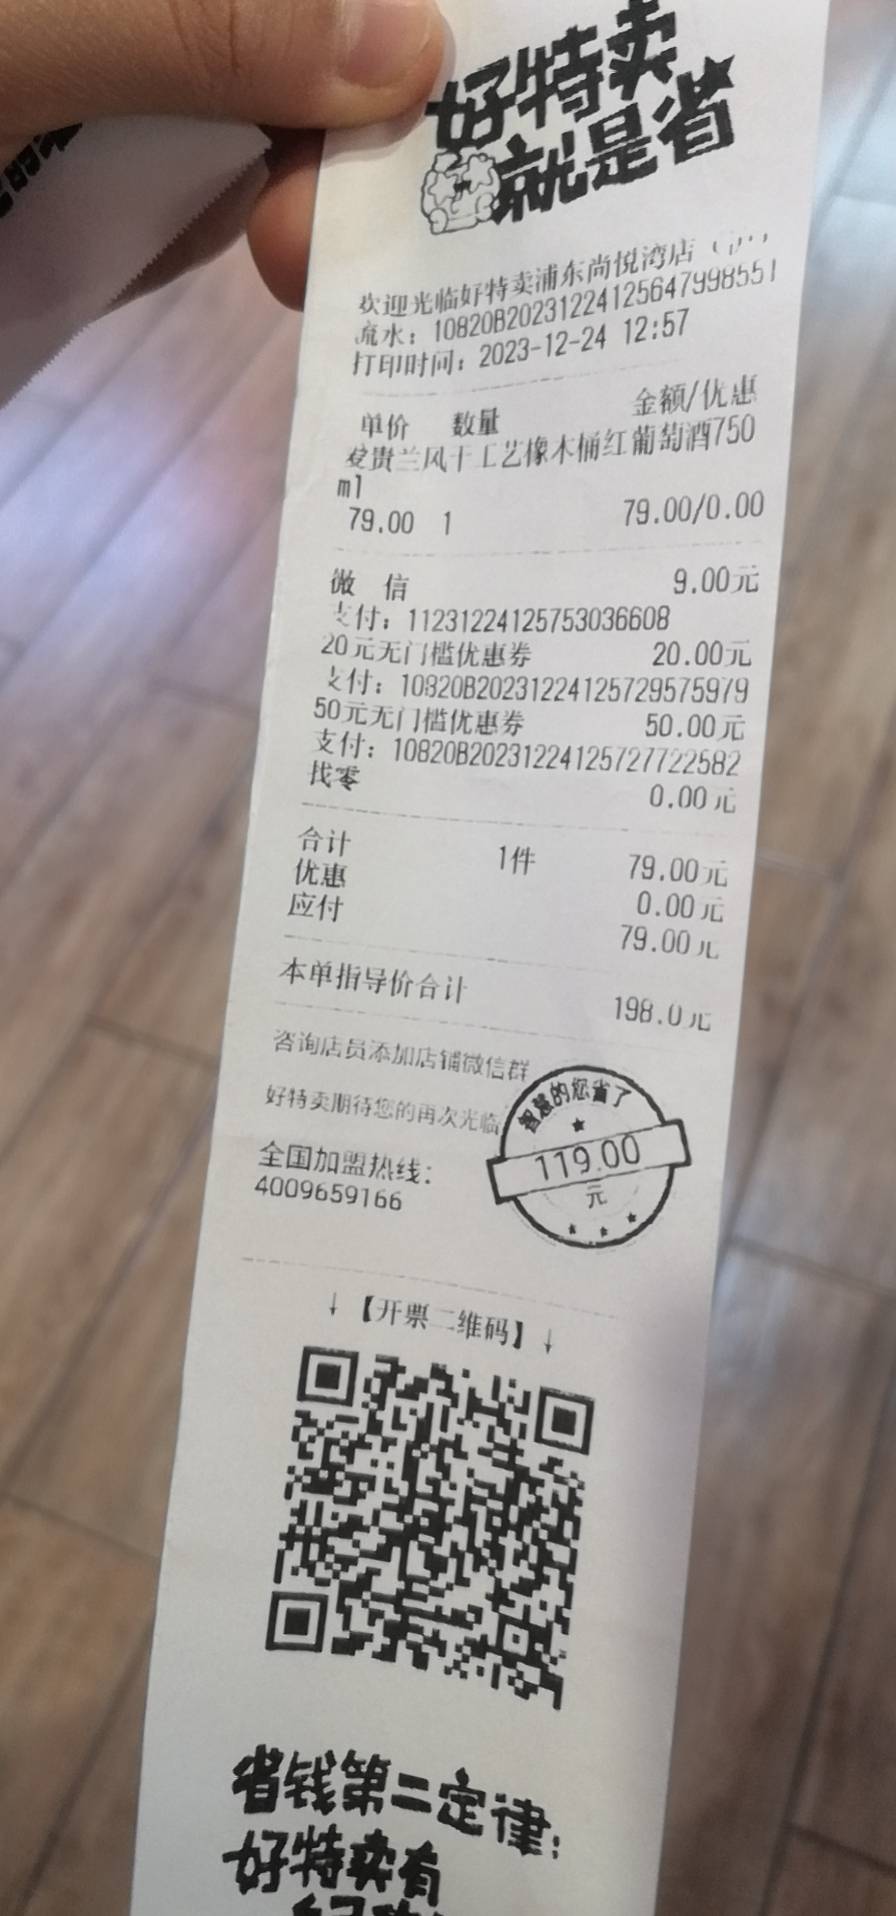 好特卖
就是省
欢迎光临好特卖浦东尚悦湾店
流水：10820B20231224125647998551
打印时间：2023-12-24 12:57
单价 数量 金额/优惠
爱贵兰风干工艺橡木桶红葡萄酒750
ml
79.00 1 79.00/0.00
微 信 9.00元
支付：11231224125753036608
20元无门槛优惠券 20.00元
支付：10820B20231224125729575979
50元无门槛优惠券 50.00元
支付：10820B20231224125727722582
找零 0.00元
合计 1件 79.00元
优惠 0.00元
应付 79.00元
本单指导价合计 198.0元
咨询店员添加店铺微信群
好特卖期待您的再次光临
智慧的您省了
119.00
元
全国加盟热线：
4009659166
↓【开票二维码】↓
省钱第二定律：
好特卖有